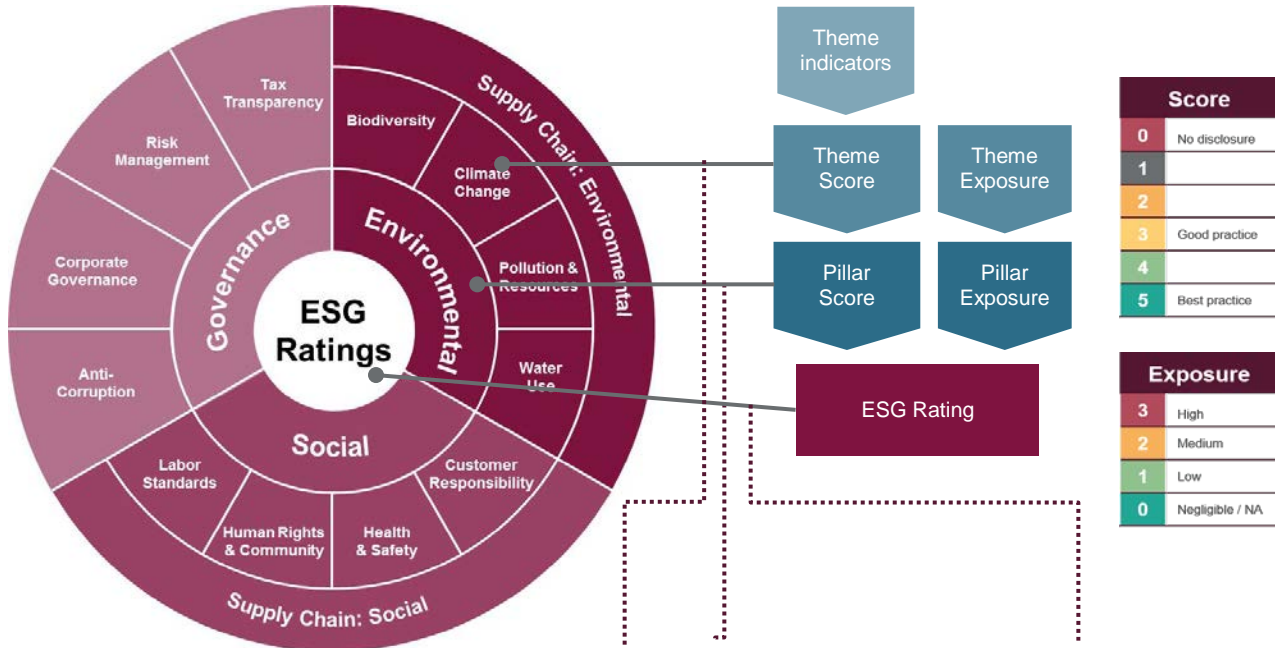 Tax
Transparency
Risk
Management
Corporate
Governance
Anti-
Corruption
Governance
Biodiversity
Climate
Change
Pollution &
Resources
Water
Use
Environmental
Supply Chain: Environmental
ESG
Ratings
Social
Labor
Standards
Human Rights
& Community
Health
& Safety
Customer
Responsibility
Supply Chain: Social
Theme
indicators
Theme
Score
Theme
Exposure
Pillar
Score
Pillar
Exposure
ESG Rating
Score
0 No disclosure
1
2
3 Good practice
4
5 Best practice
Exposure
3 High
2 Medium
1 Low
0 Negligible / NA